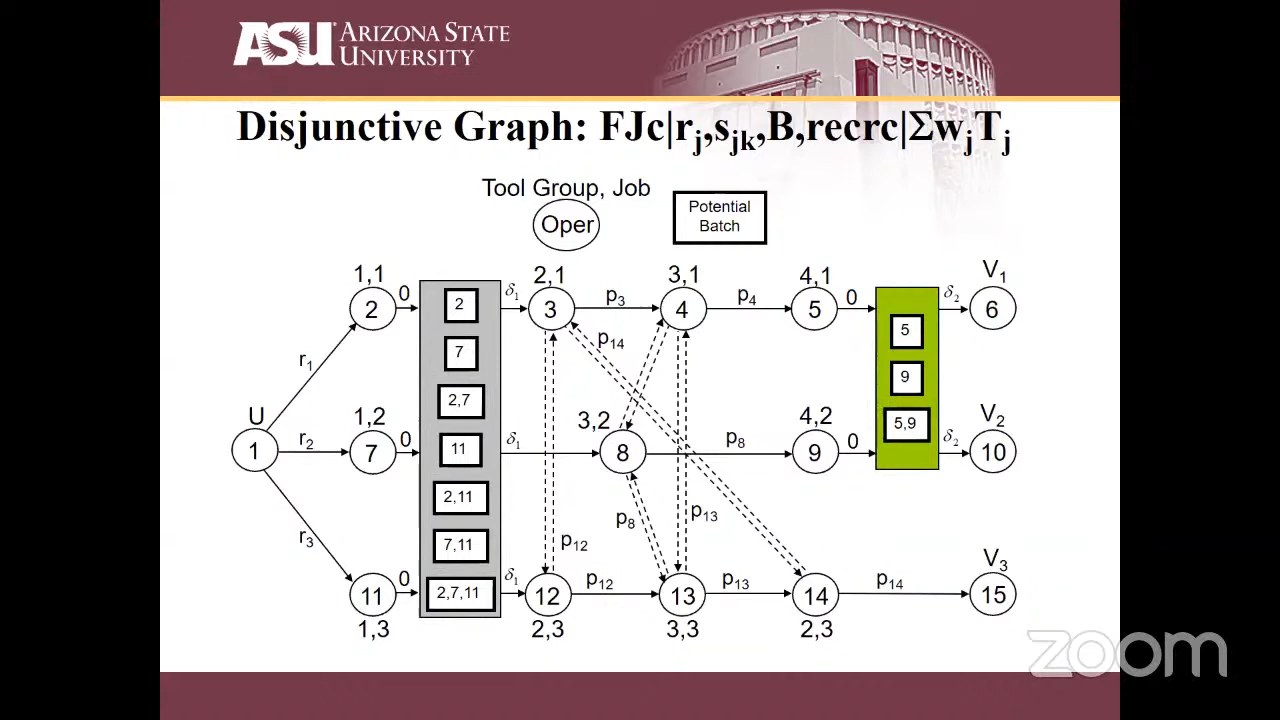 ASU ARIZONA STATE
UNIVERSITY
Disjunctive Graph: FJc|rj,sjk,B,recrc|ΣwjTj
Tool Group, Job
Oper
Potential
Batch
1,1
2,1
3,1
4,1
V1
2
0
δ1
3
p3
4
p4
5
0
δ2
6
2
7
2,7
11
2,11
7,11
2,7,11
5
9
5,9
r1
p14
U
1
r2
1,2
7
0
δ1
3,2
8
p8
4,2
9
0
δ2
V2
10
r3
p12
p8
p13
V3
11
0
δ1
12
p12
13
p13
14
p14
15
1,3
2,3
3,3
2,3
zoom